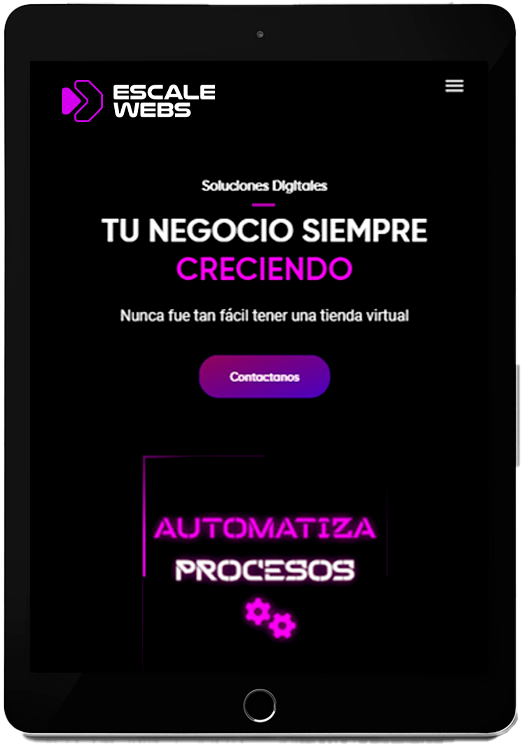 ESCALE
WEBS
Soluciones Digitales
TU NEGOCIO SIEMPRE
CRECIENDO
Nunca fue tan fácil tener una tienda virtual
Contactanos
AUTOMATIZA
PROCESOS